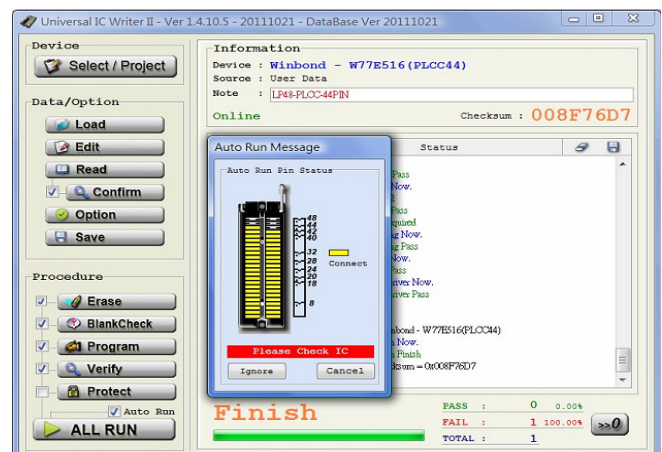 Universal IC Writer II - Ver 1.4.10.5 - 20111021 - DataBase Ver 20111021
Device
Select / Project
Data/Option
Load
Edit
Read
Confirm
Option
Save
Procedure
Erase
BlankCheck
Program
Verify
Protect
Auto Run
ALL RUN
Information
Device : Winbond - W77E516(PLCC44)
Source : User Data
Note : LP48-PLCC-44PIN
Online
Checksum : 008F76D7
Status
Pass
Now.
Pass
quired
g Now.
g Pass
Now.
Pass
river Now.
river Pass
nbond - W77E516(PLCC44)
Now.
Finish
ksum = 0x008F76D7
Auto Run Message
Auto Run Pin Status
48
44
42
40
32
28
24
20
18
8
Connect
Please Check IC
Ignore
Cancel
Finish
PASS : 0 0.00%
FAIL : 1 100.00%
TOTAL : 1
>>0